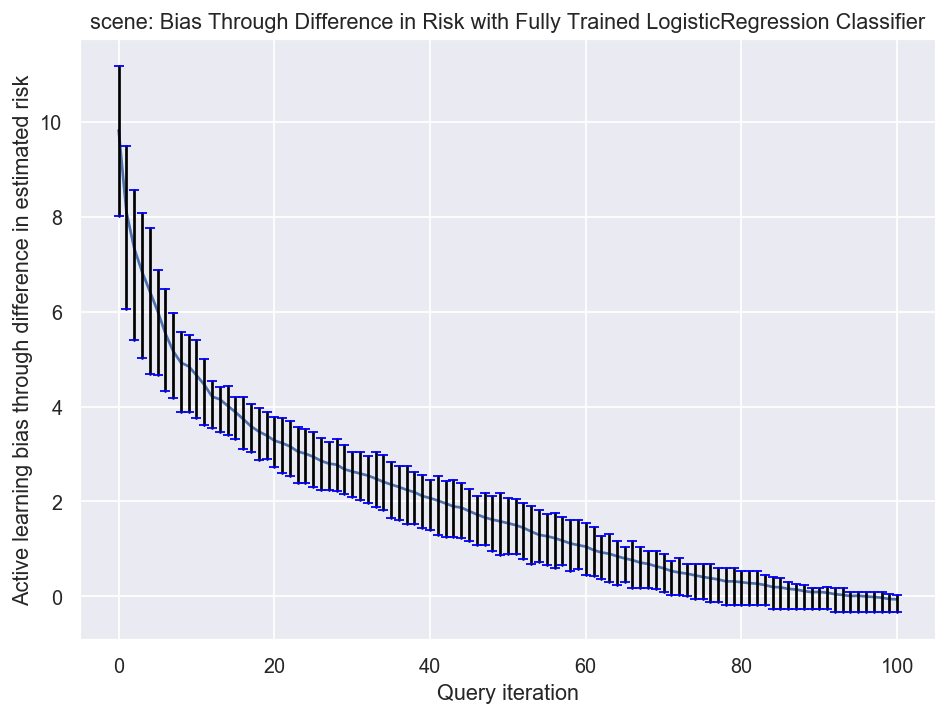 scene: Bias Through Difference in Risk with Fully Trained LogisticRegression Classifier
Active learning bias through difference in estimated risk
10
8
6
4
2
0
0 20 40 60 80 100
Query iteration